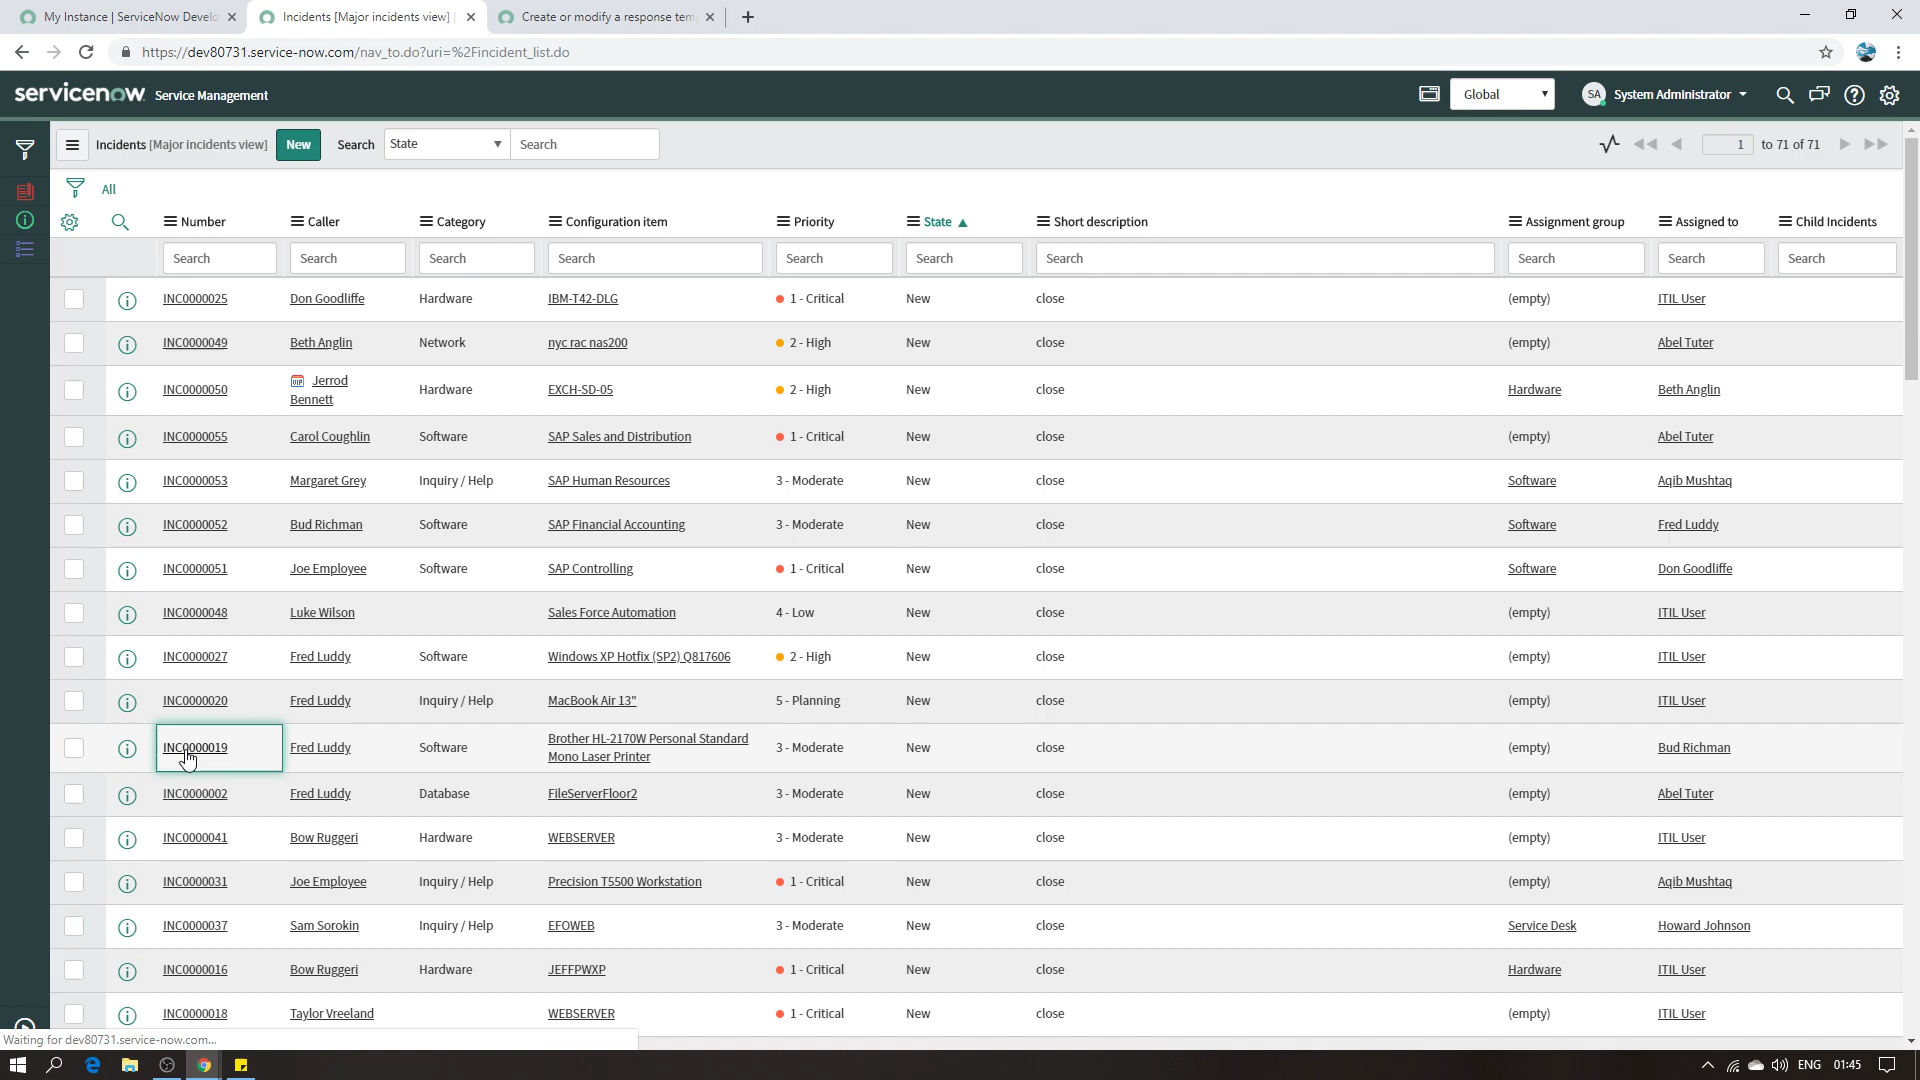 My Instance | ServiceNow Develo
Incidents [Major incidents view] |
Create or modify a response tem
https://dev80731.service-now.com/nav_to.do?uri=%2Fincident_list.do
servicenow Service Management
Global
SA System Administrator
Incidents [Major incidents view] New Search State Search 1 to 71 of 71
All
Number Caller Category Configuration item Priority State Short description Assignment group Assigned to Child Incidents
Search Search Search Search Search Search Search Search Search Search
INC0000025 Don Goodliffe Hardware IBM-T42-DLG 1 - Critical New close (empty) ITIL User
INC0000049 Beth Anglin Network nyc rac nas200 2 - High New close (empty) Abel Tuter
INC0000050 VIP Jerrod Bennett Hardware EXCH-SD-05 2 - High New close Hardware Beth Anglin
INC0000055 Carol Coughlin Software SAP Sales and Distribution 1 - Critical New close (empty) Abel Tuter
INC0000053 Margaret Grey Inquiry / Help SAP Human Resources 3 - Moderate New close Software Aqib Mushtaq
INC0000052 Bud Richman Software SAP Financial Accounting 3 - Moderate New close Software Fred Luddy
INC0000051 Joe Employee Software SAP Controlling 1 - Critical New close Software Don Goodliffe
INC0000048 Luke Wilson Sales Force Automation 4 - Low New close (empty) ITIL User
INC0000027 Fred Luddy Software Windows XP Hotfix (SP2) Q817606 2 - High New close (empty) ITIL User
INC0000020 Fred Luddy Inquiry / Help MacBook Air 13" 5 - Planning New close (empty) ITIL User
INC0000019 Fred Luddy Software Brother HL-2170W Personal Standard Mono Laser Printer 3 - Moderate New close (empty) Bud Richman
INC0000002 Fred Luddy Database FileServerFloor2 3 - Moderate New close (empty) Abel Tuter
INC0000041 Bow Ruggeri Hardware WEBSERVER 3 - Moderate New close (empty) ITIL User
INC0000031 Joe Employee Inquiry / Help Precision T5500 Workstation 1 - Critical New close (empty) Aqib Mushtaq
INC0000037 Sam Sorokin Inquiry / Help EFOWEB 3 - Moderate New close Service Desk Howard Johnson
INC0000016 Bow Ruggeri Hardware JEFFPWXP 1 - Critical New close Hardware ITIL User
INC0000018 Taylor Vreeland WEBSERVER 1 - Critical New close (empty) ITIL User
Waiting for dev80731.service-now.com...
ENG 01:45